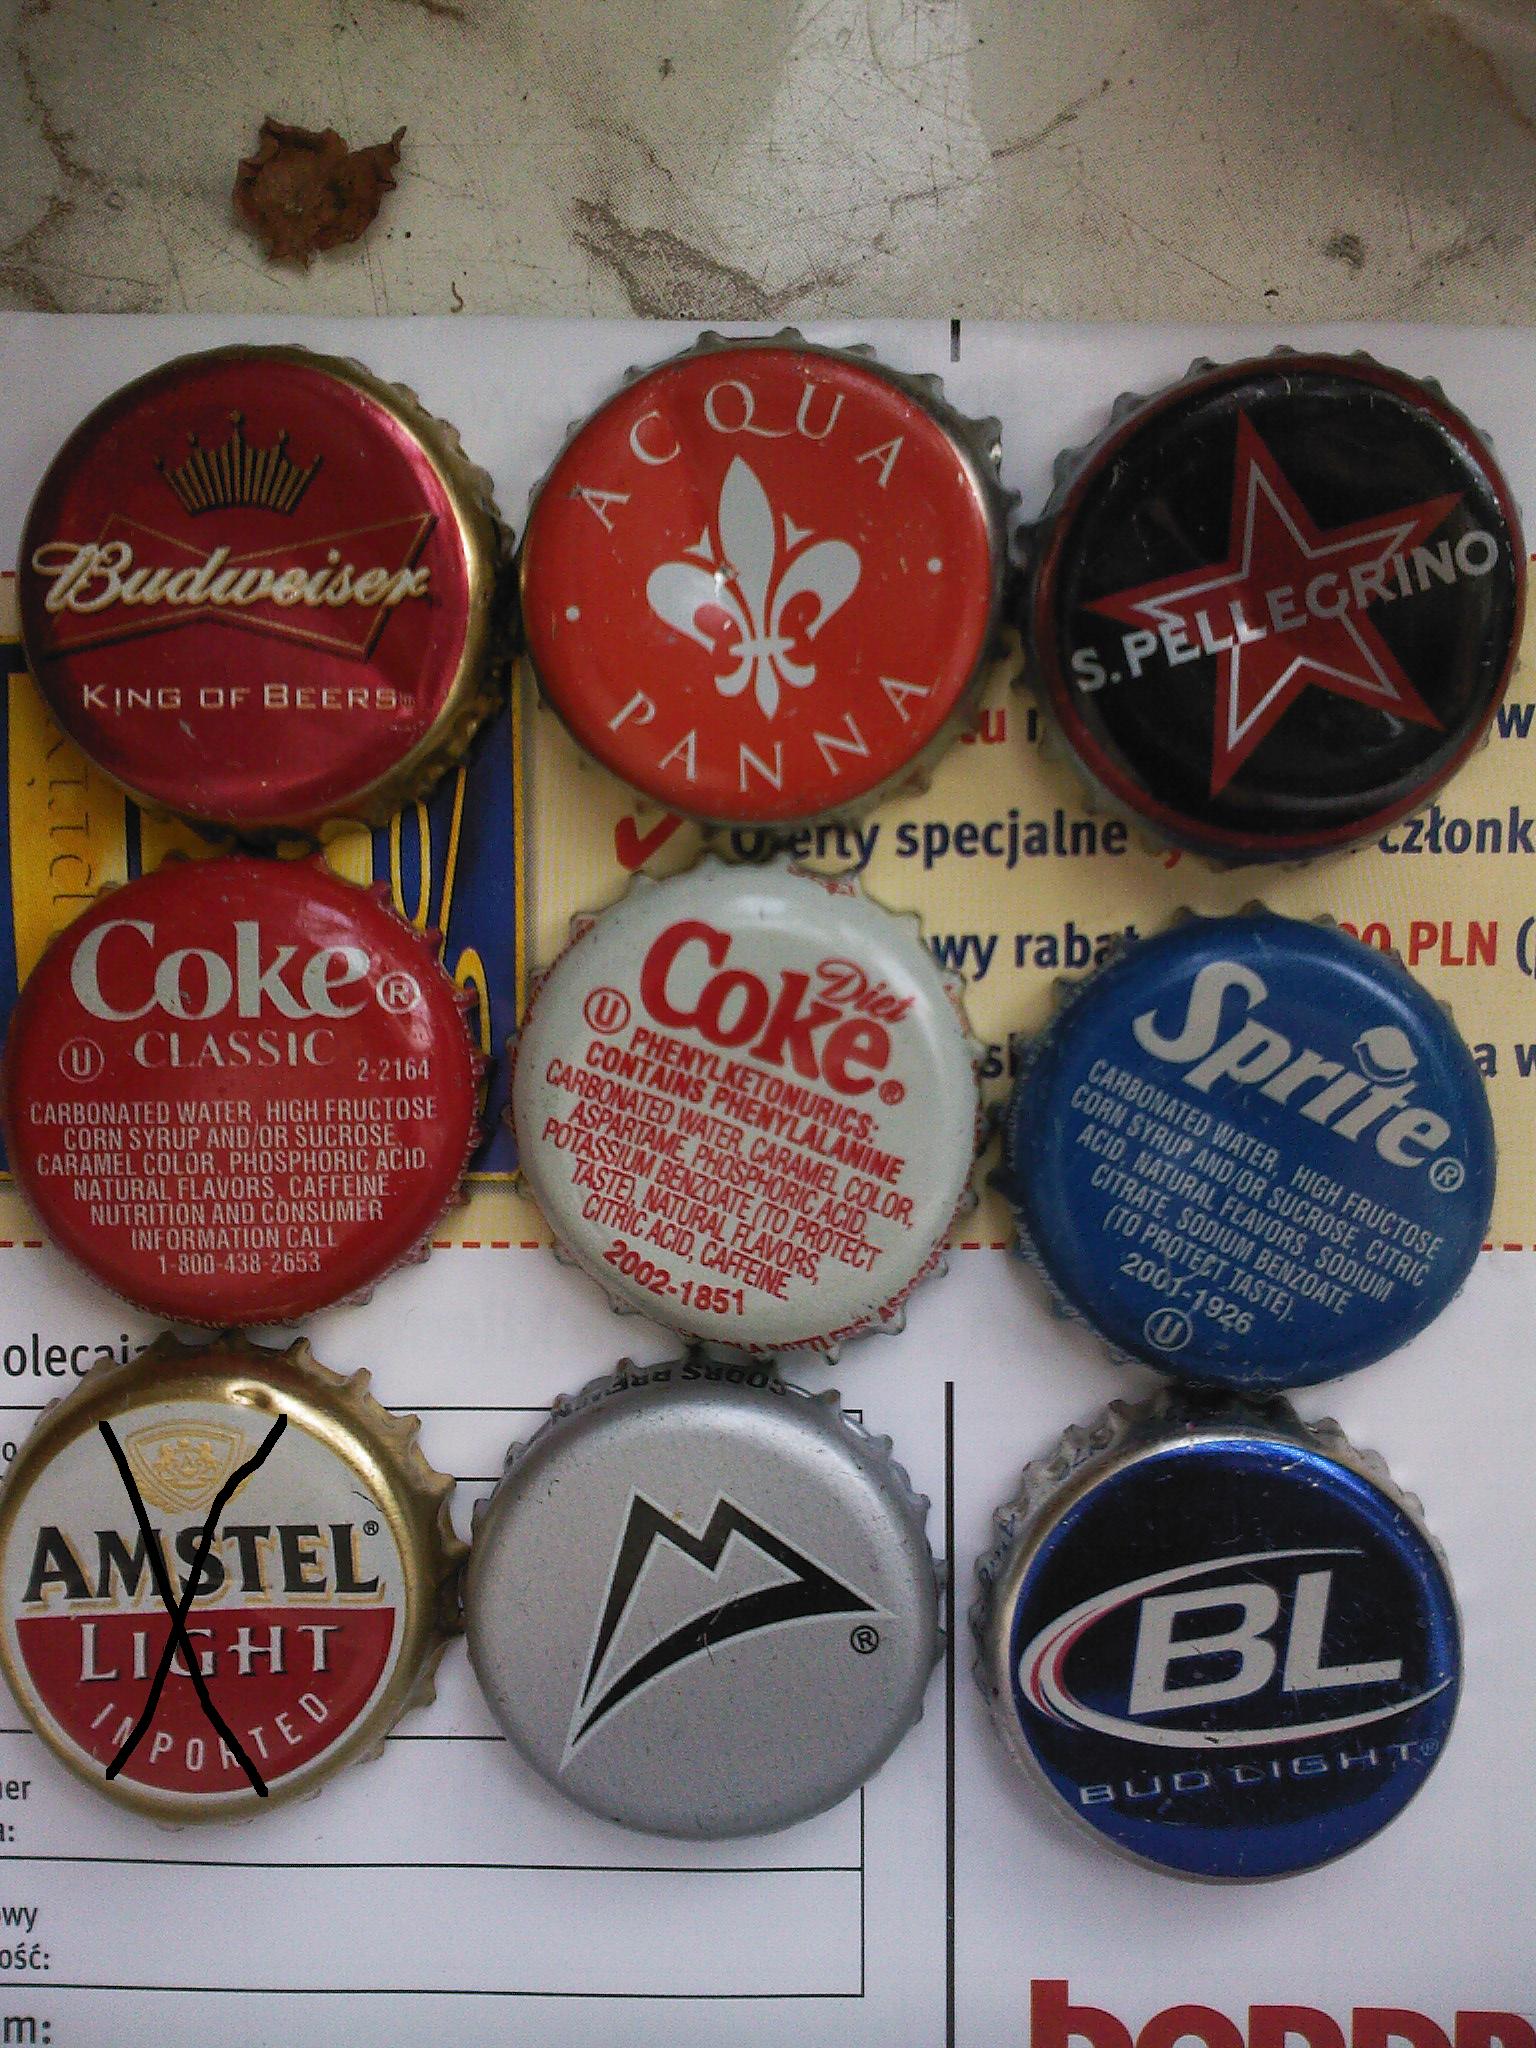 Budweiser
KING OF BEERS
ACQUA
PANNA
S. PELLEGRINO
Oferty specjalne
członk
rabat
PLN (
Coke®
CLASSIC
U 2-2164
CARBONATED WATER, HIGH FRUCTOSE
CORN SYRUP AND/OR SUCROSE,
CARAMEL COLOR, PHOSPHORIC ACID,
NATURAL FLAVORS, CAFFEINE.
NUTRITION AND CONSUMER
INFORMATION CALL
1-800-438-2653
Diet
Coke®
U
PHENYLKETONURICS:
CONTAINS PHENYLALANINE
CARBONATED WATER, CARAMEL COLOR,
ASPARTAME, PHOSPHORIC ACID,
POTASSIUM BENZOATE (TO PROTECT
TASTE), NATURAL FLAVORS,
CITRIC ACID, CAFFEINE.
2002-1851
Sprite®
CARBONATED WATER, HIGH FRUCTOSE
CORN SYRUP AND/OR SUCROSE, CITRIC
ACID, NATURAL FLAVORS, SODIUM
CITRATE, SODIUM BENZOATE
(TO PROTECT TASTE).
2001-1926
U
olecają
AMSTEL®
LIGHT
IMPORTED
®
BL
BUD LIGHT®
ner
a:
owy
ość:
m: